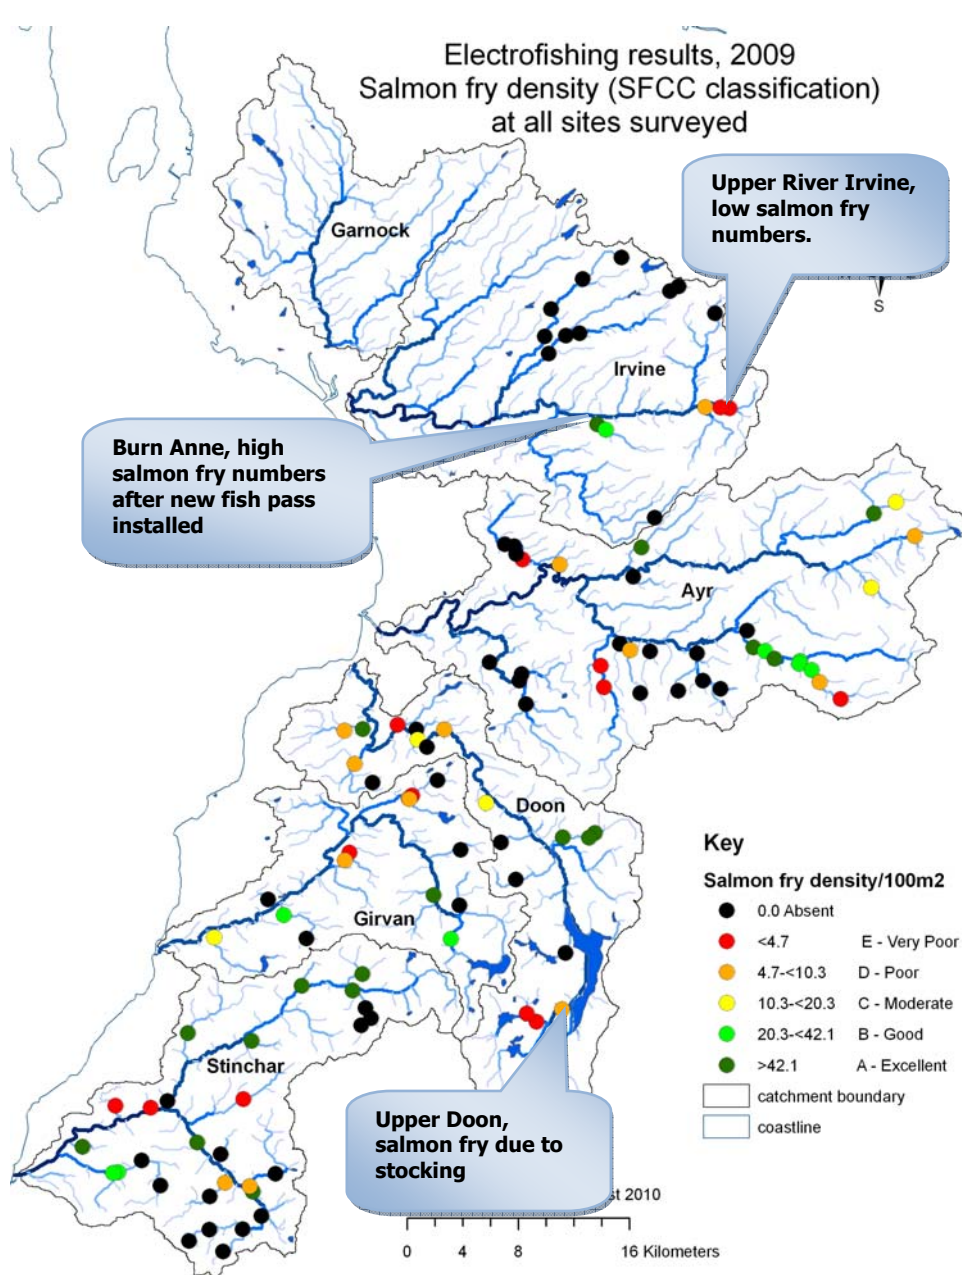 Electrofishing results, 2009
Salmon fry density (SFCC classification)
at all sites surveyed
Upper River Irvine,
low salmon fry
numbers.
S
Garnock
Irvine
Burn Anne, high
salmon fry numbers
after new fish pass
installed
Ayr
Doon
Girvan
Stinchar
Upper Doon,
salmon fry due to
stocking
Key
Salmon fry density/100m2
0.0 Absent
<4.7 E - Very Poor
4.7-<10.3 D - Poor
10.3-<20.3 C - Moderate
20.3-<42.1 B - Good
>42.1 A - Excellent
catchment boundary
coastline
2010
0 4 8 16 Kilometers